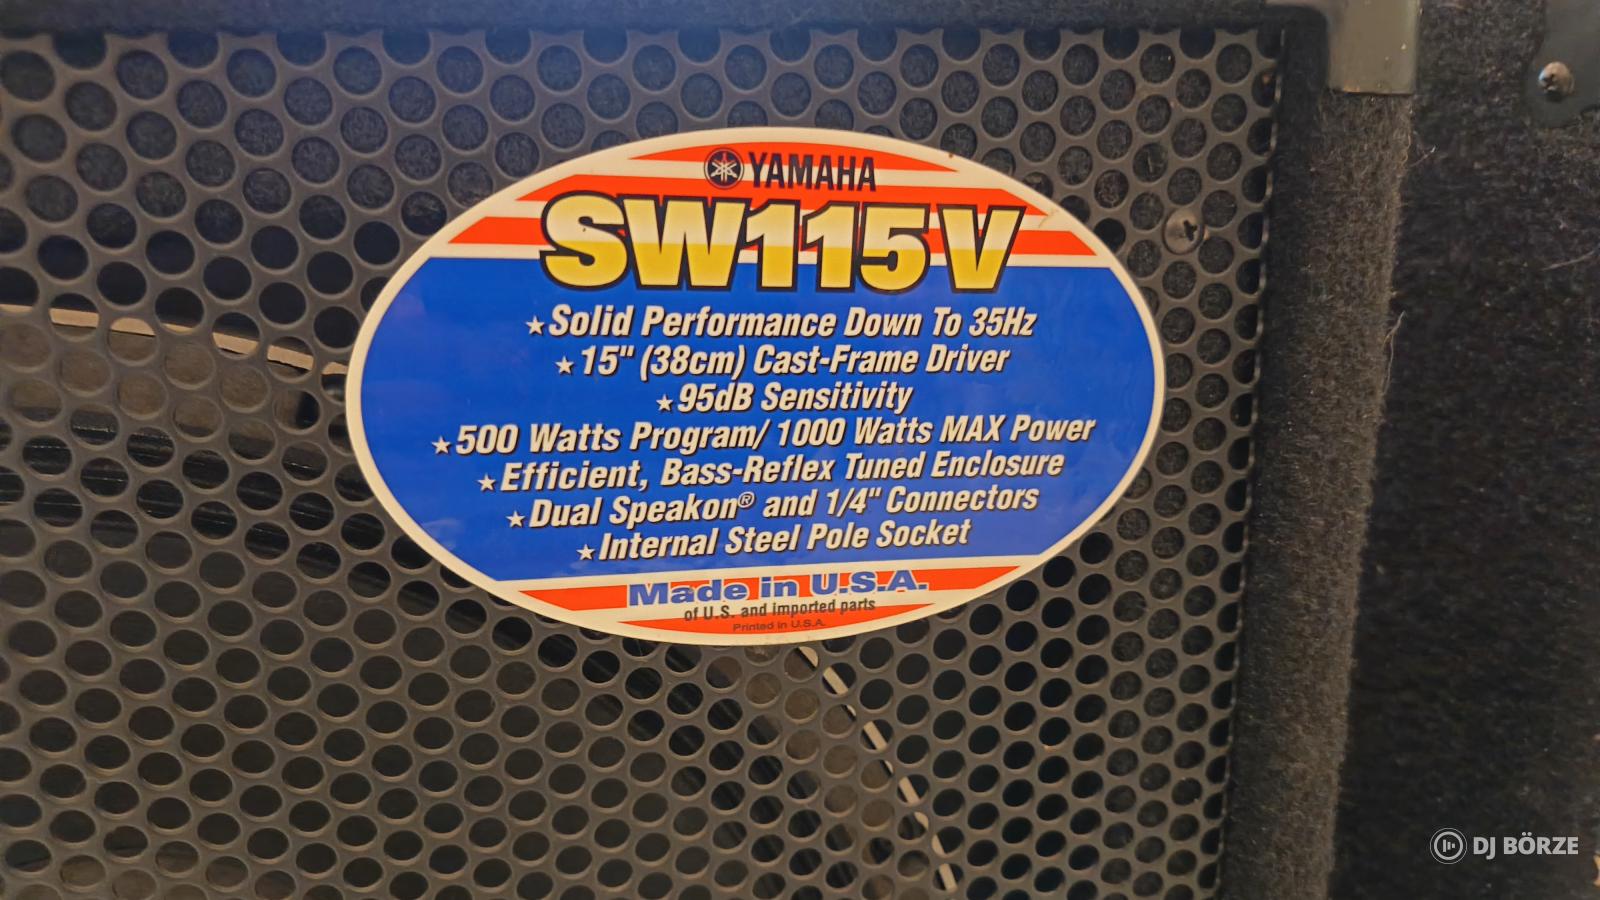 YAMAHA
SW115V
★Solid Performance Down To 35Hz
★15" (38cm) Cast-Frame Driver
★95dB Sensitivity
★500 Watts Program/ 1000 Watts MAX Power
★Efficient, Bass-Reflex Tuned Enclosure
★Dual Speakon® and 1/4" Connectors
★Internal Steel Pole Socket
Made in U.S.A.
of U.S. and imported parts
Printed in U.S.A.
DJ BÖRZE